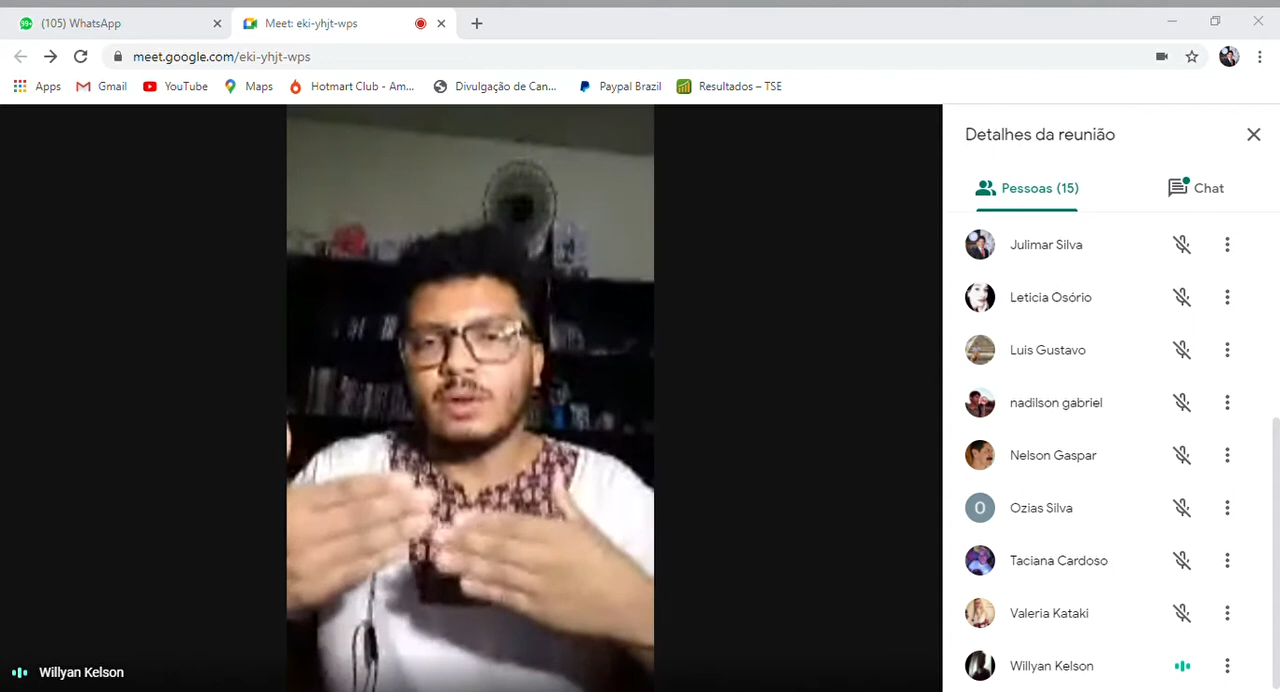 99+ (105) WhatsApp
Meet: eki-yhjt-wps
meet.google.com/eki-yhjt-wps
Apps Gmail YouTube Maps Hotmart Club - Am... Divulgação de Can... Paypal Brazil Resultados – TSE
Detalhes da reunião
Pessoas (15) Chat
Julimar Silva
Leticia Osório
Luis Gustavo
nadilson gabriel
Nelson Gaspar
O Ozias Silva
Taciana Cardoso
Valeria Kataki
Willyan Kelson
Willyan Kelson